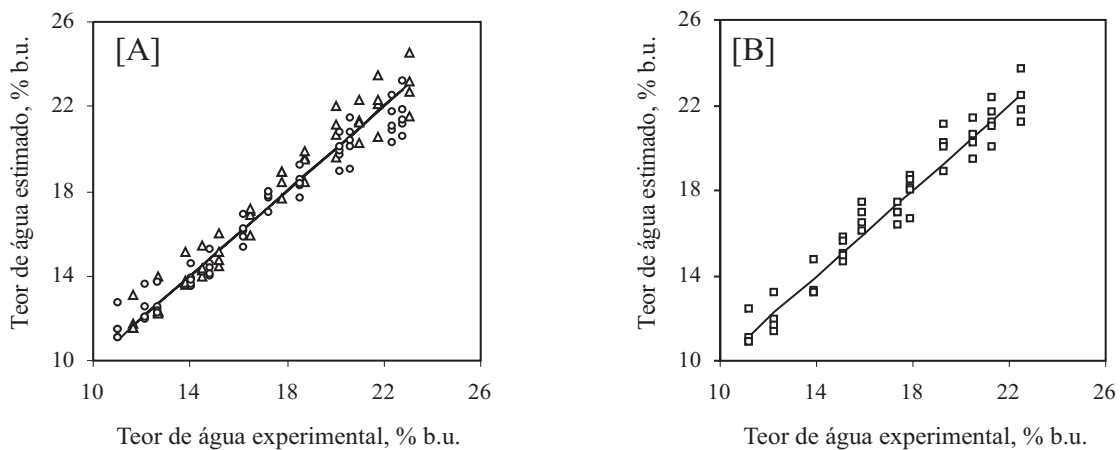 [A]
Teor de água estimado, % b.u.
26
22
18
14
10
10 14 18 22 26
Teor de água experimental, % b.u.
[B]
Teor de água estimado, % b.u.
26
22
18
14
10
10 14 18 22 26
Teor de água experimental, % b.u.